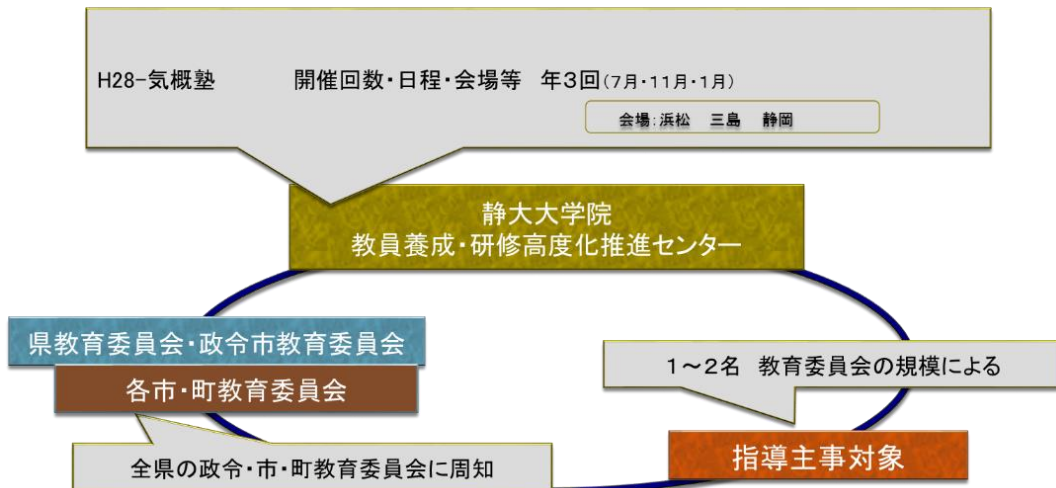 H28-気概塾 開催回数・日程・会場等 年3回(7月・11月・1月)
会場:浜松 三島 静岡
静大大学院
教員養成・研修高度化推進センター
県教育委員会・政令市教育委員会
各市・町教育委員会
1～2名 教育委員会の規模による
全県の政令・市・町教育委員会に周知
指導主事対象